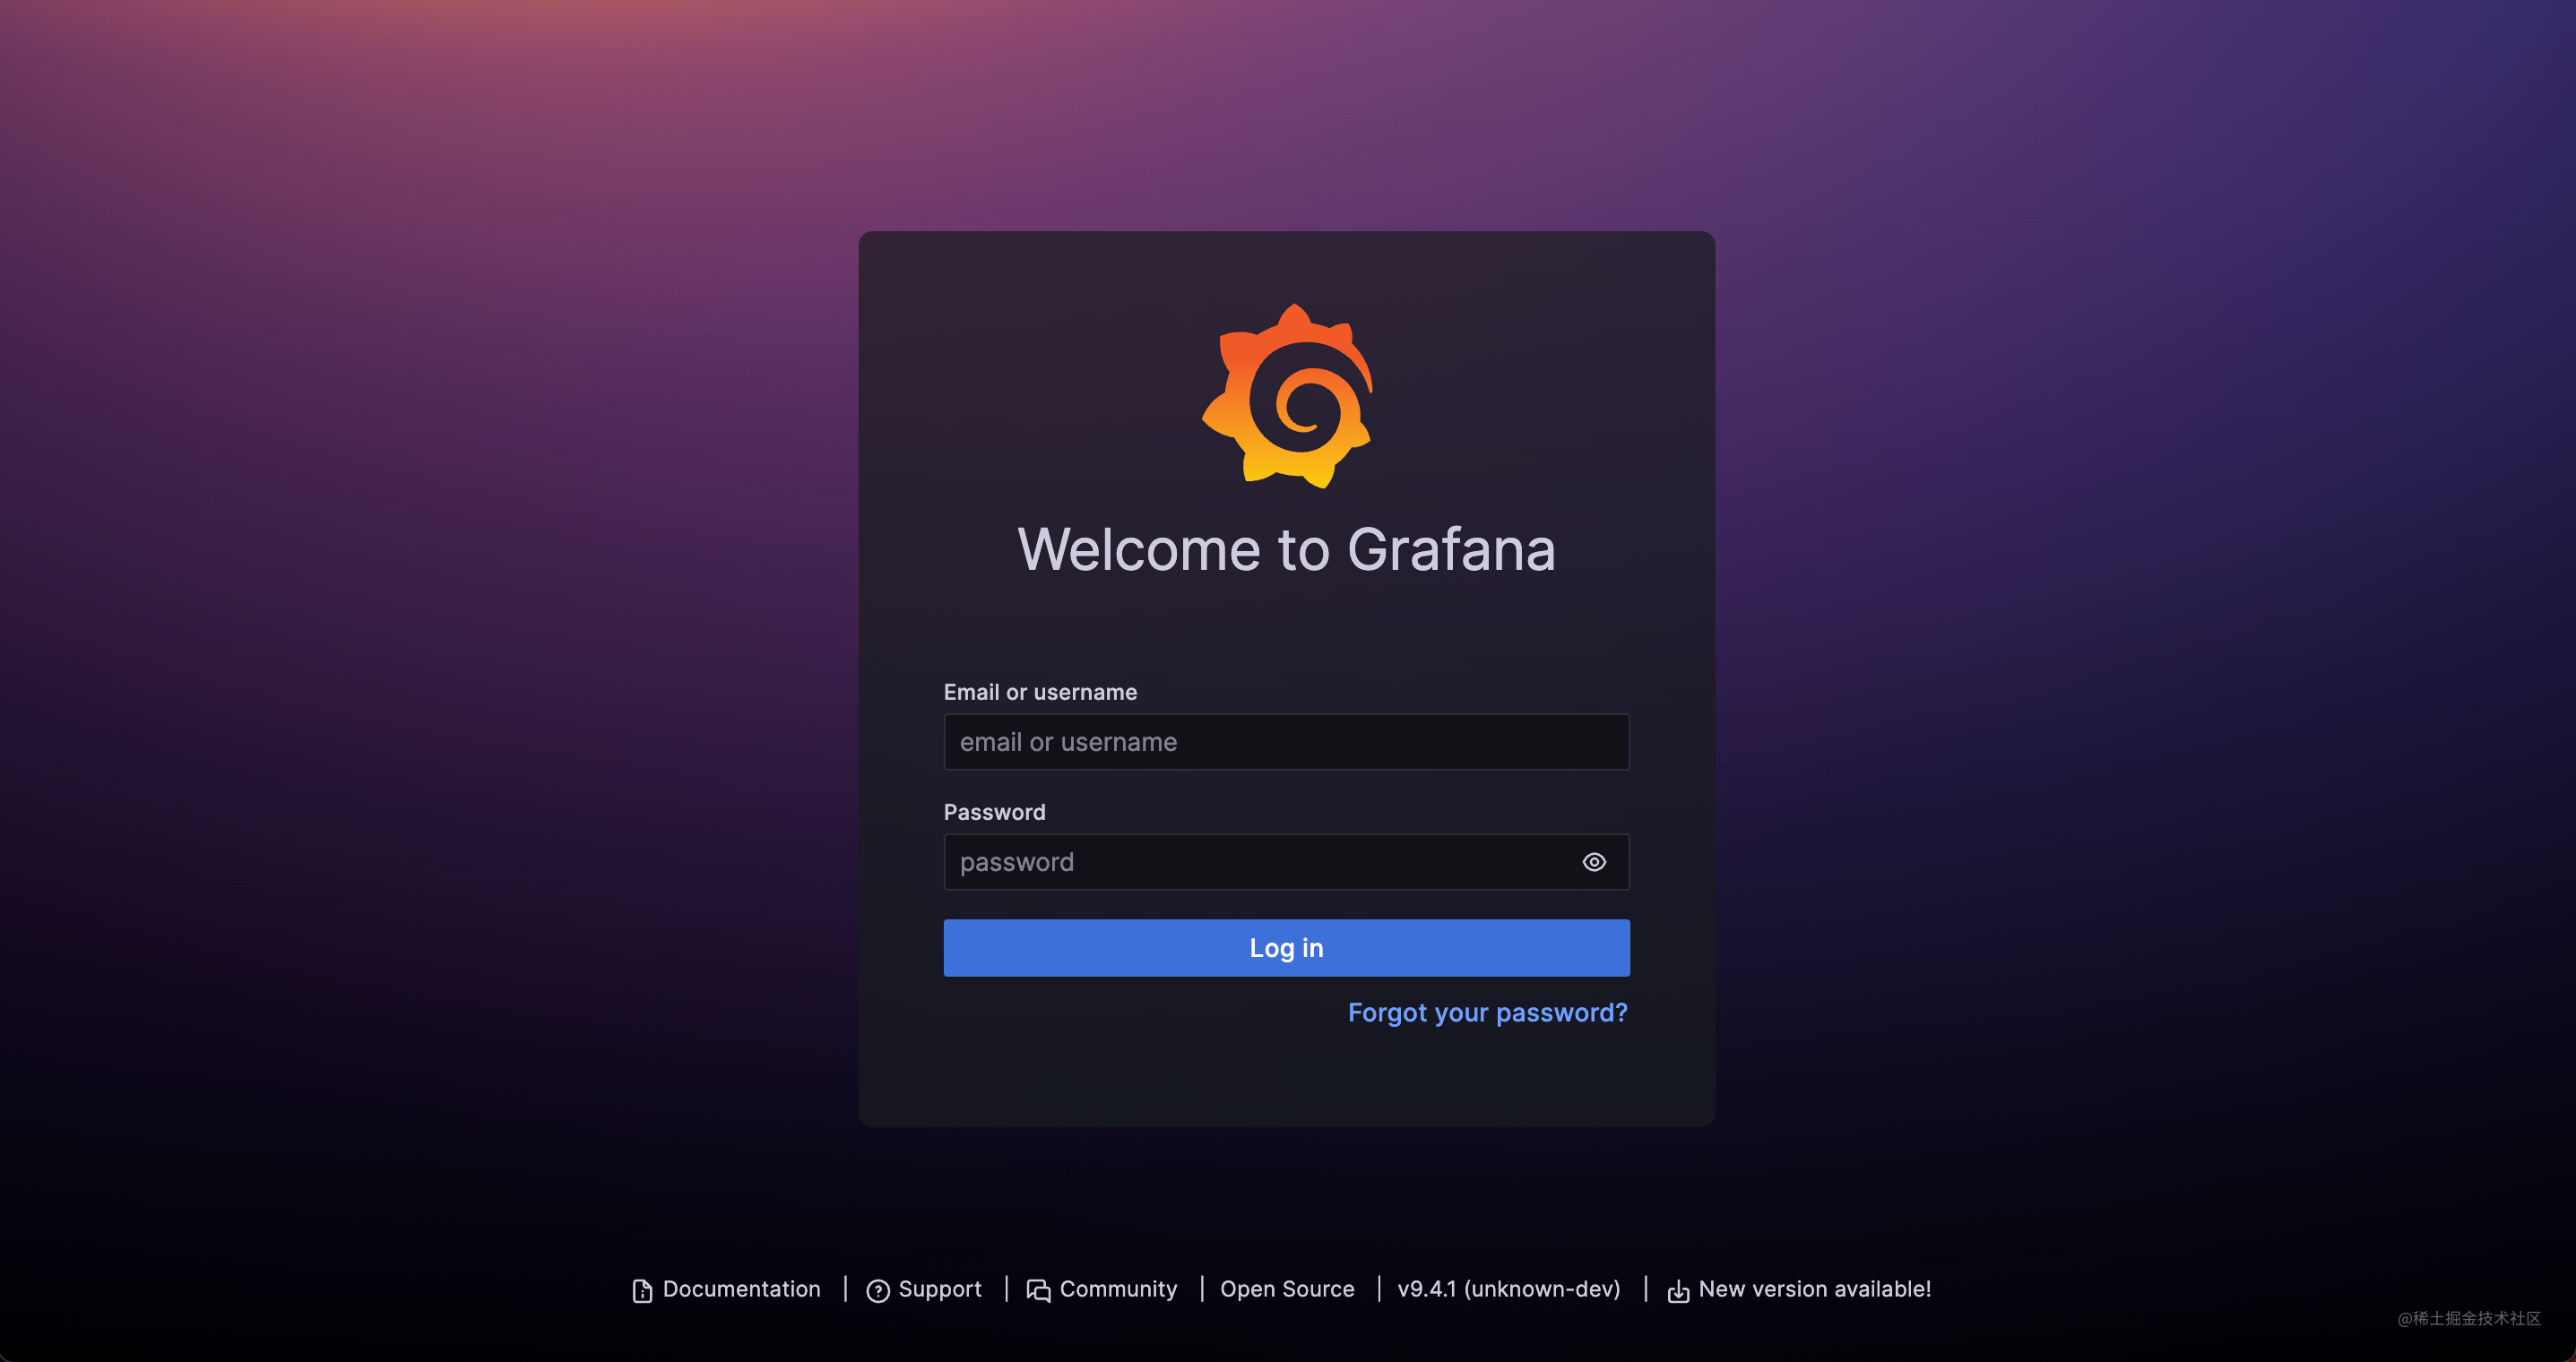 Welcome to Grafana
Email or username
email or username
Password
password
Log in
Forgot your password?
Documentation | Support | Community | Open Source | v9.4.1 (unknown-dev) | New version available!
@稀土掘金技术社区